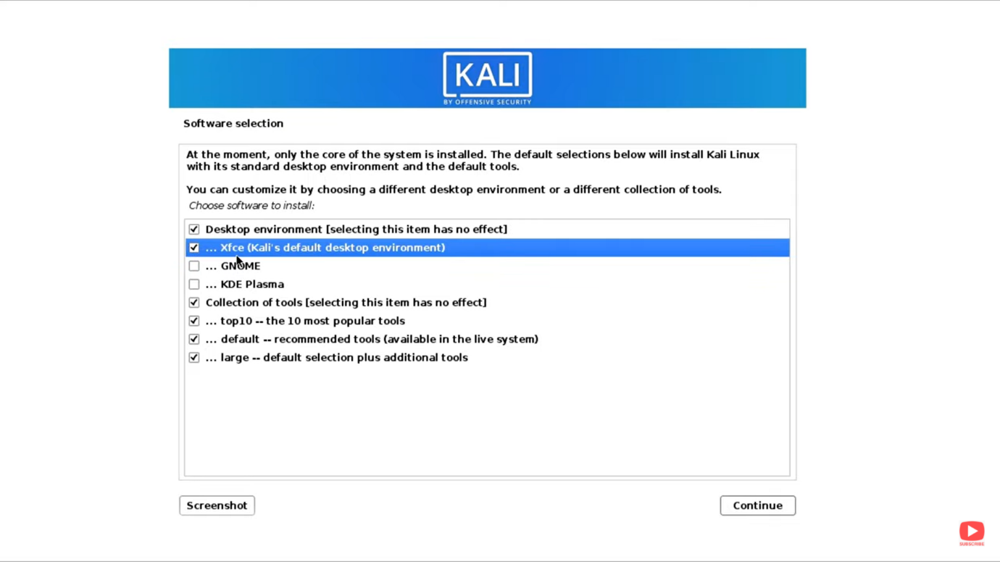 KALI
BY OFFENSIVE SECURITY
Software selection
At the moment, only the core of the system is installed. The default selections below will install Kali Linux
with its standard desktop environment and the default tools.
You can customize it by choosing a different desktop environment or a different collection of tools.
Choose software to install:
Desktop environment [selecting this item has no effect]
... Xfce (Kali's default desktop environment)
... GNOME
... KDE Plasma
Collection of tools [selecting this item has no effect]
... top10 -- the 10 most popular tools
... default -- recommended tools (available in the live system)
... large -- default selection plus additional tools
Screenshot
Continue
SUBSCRIBE